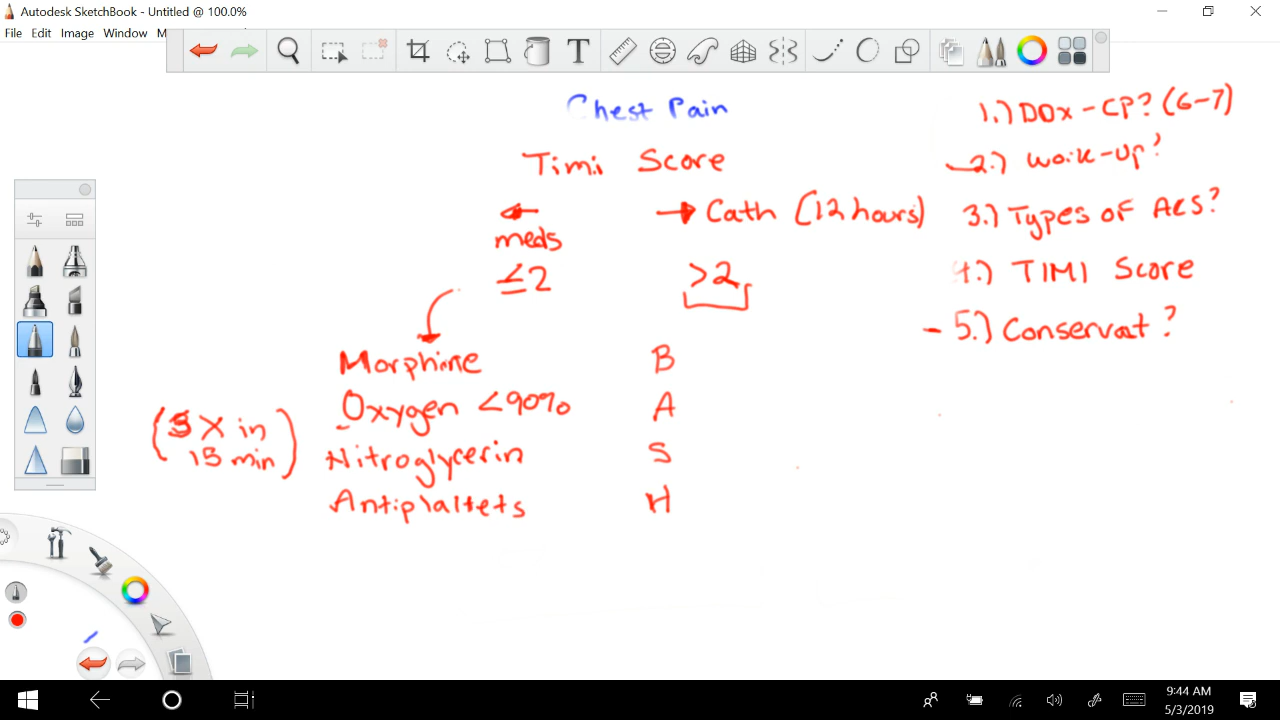 Autodesk SketchBook - Untitled @ 100.0%
File Edit Image Window M
T
Chest Pain
Timi Score
meds
Cath (12 hours)
≤2
>2
Morphine B
Oxygen <90% A
(3 X in
15 min)
Nitroglycerin S
Antiplaltets H
1.) DDx - CP? (6-7)
2.) Work-up?
3.) Types of ACS?
4.) TIMI Score
- 5.) Conservat ?
9:44 AM
5/3/2019